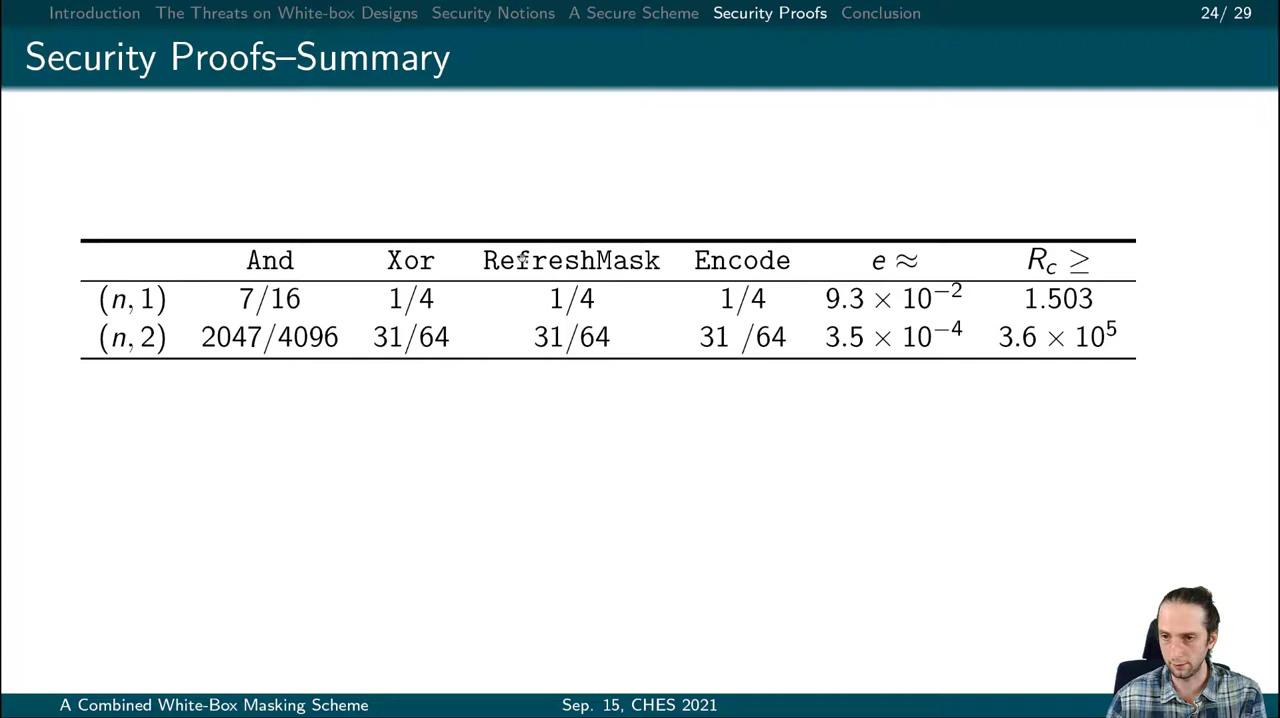 Introduction The Threats on White-box Designs Security Notions A Secure Scheme Security Proofs Conclusion 24/ 29
Security Proofs–Summary
And Xor RefreshMask Encode e ≈ R_c ≥
(n, 1) 7/16 1/4 1/4 1/4 9.3 × 10⁻² 1.503
(n, 2) 2047/4096 31/64 31/64 31 /64 3.5 × 10⁻⁴ 3.6 × 10⁵
A Combined White-Box Masking Scheme Sep. 15, CHES 2021